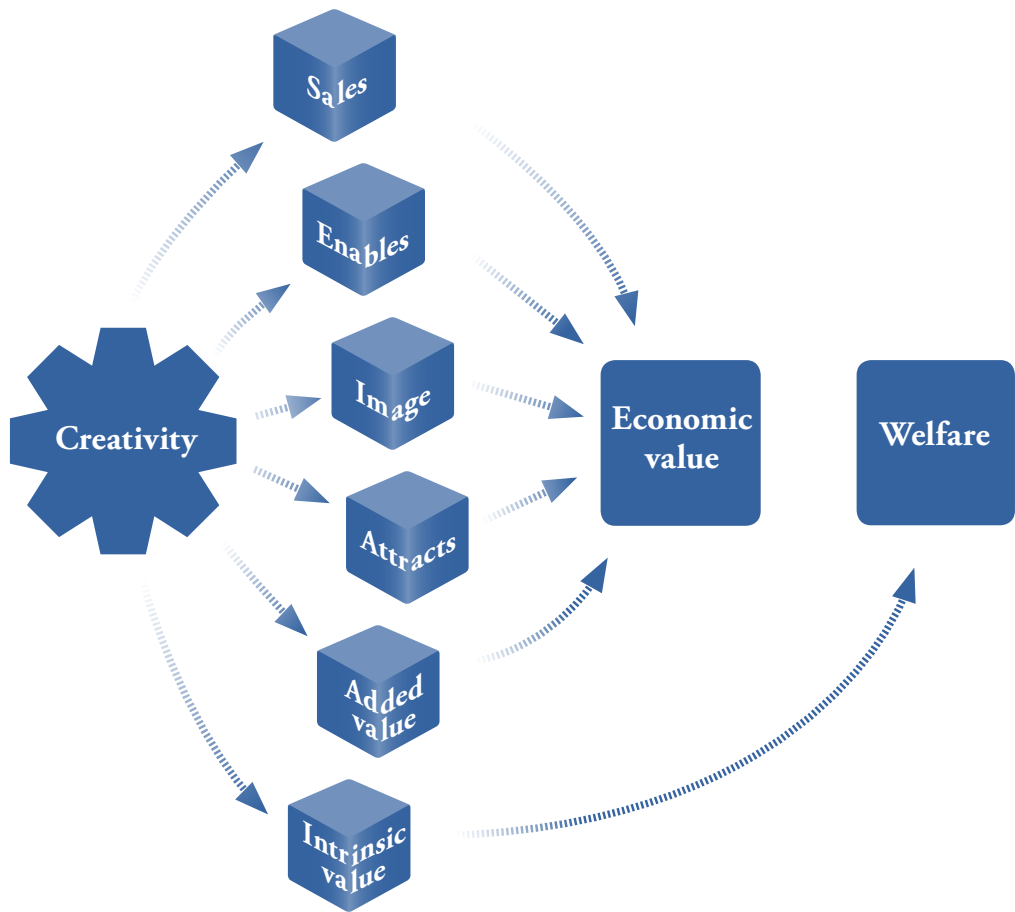 Sales
Enables
Image
Creativity
Economic
value
Welfare
Attracts
Added
value
Intrinsic
value